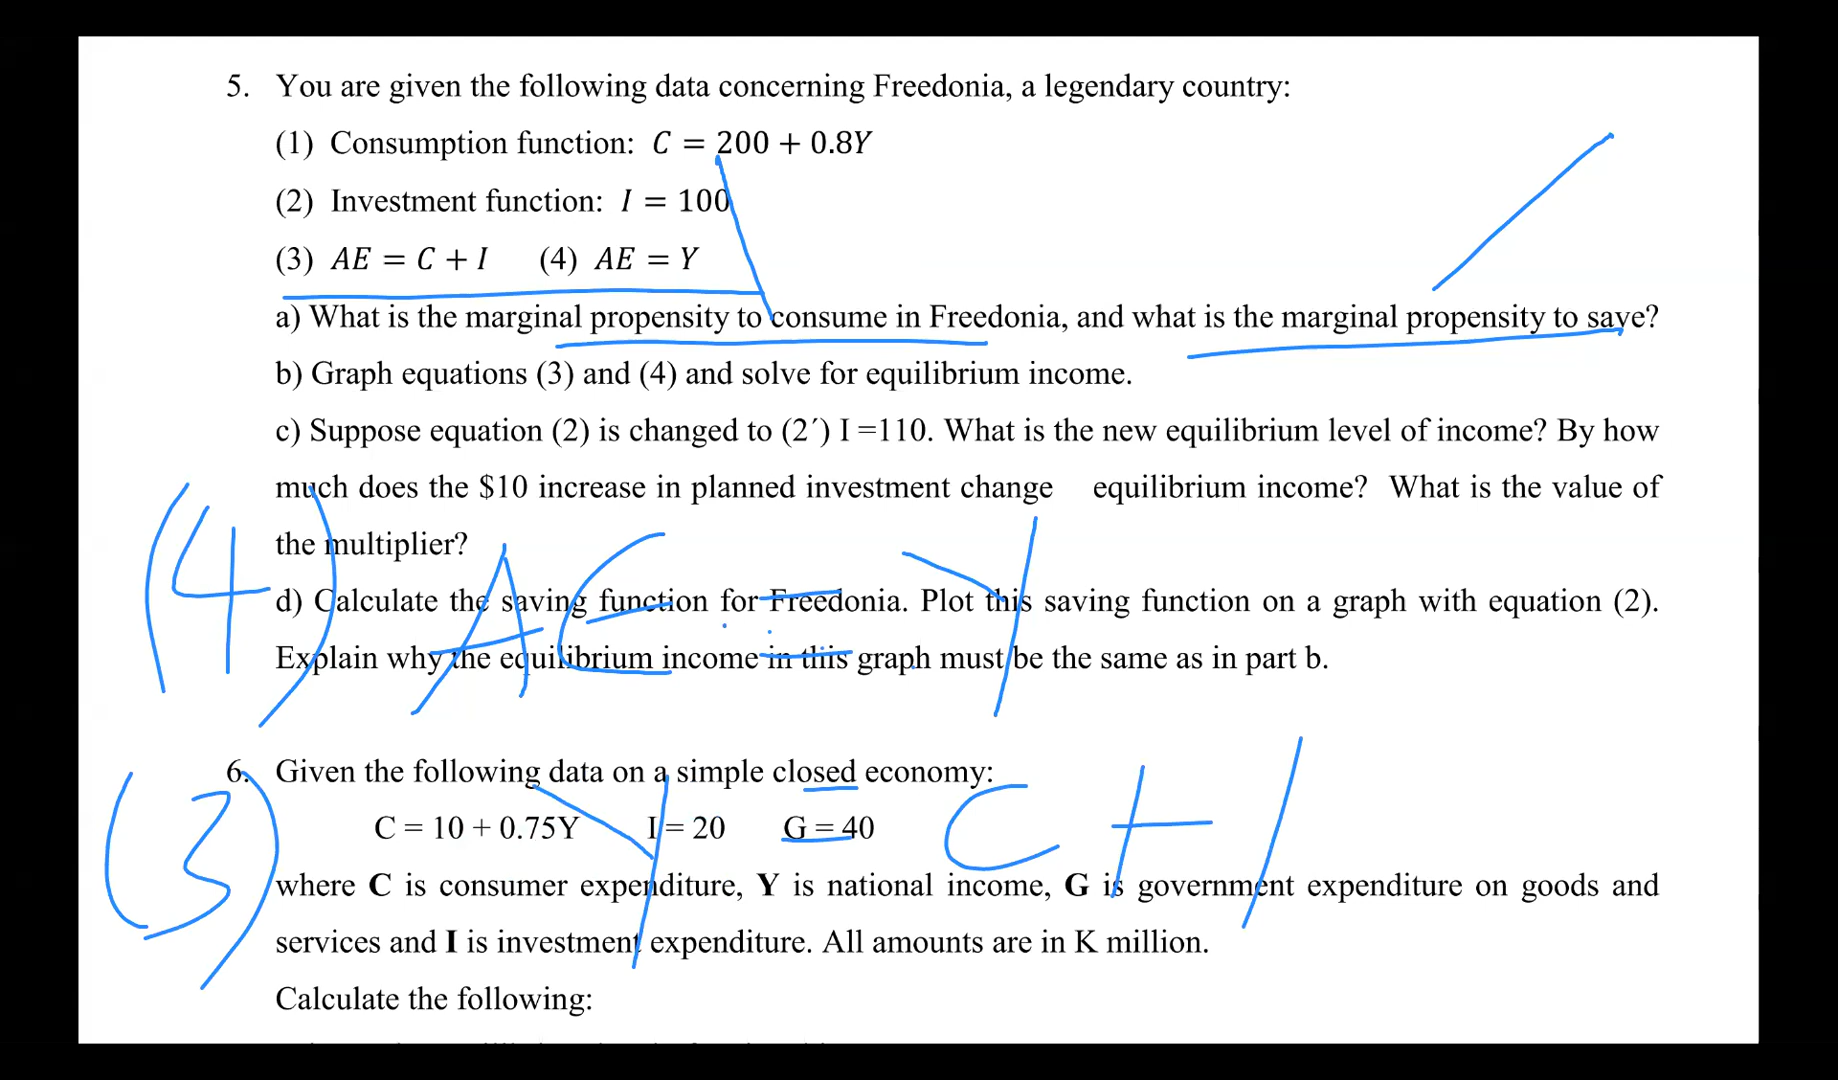 5. You are given the following data concerning Freedonia, a legendary country:
(1) Consumption function: C = 200 + 0.8Y
(2) Investment function: I = 100
(3) AE = C + I (4) AE = Y
a) What is the marginal propensity to consume in Freedonia, and what is the marginal propensity to save?
b) Graph equations (3) and (4) and solve for equilibrium income.
c) Suppose equation (2) is changed to (2´) I =110. What is the new equilibrium level of income? By how
much does the $10 increase in planned investment change equilibrium income? What is the value of
the multiplier?
d) Calculate the saving function for Freedonia. Plot this saving function on a graph with equation (2).
Explain why the equilibrium income in this graph must be the same as in part b.
(4) AE = Y
6. Given the following data on a simple closed economy:
C = 10 + 0.75Y I = 20 G = 40
(3) Y C + I
where C is consumer expenditure, Y is national income, G is government expenditure on goods and
services and I is investment expenditure. All amounts are in K million.
Calculate the following: